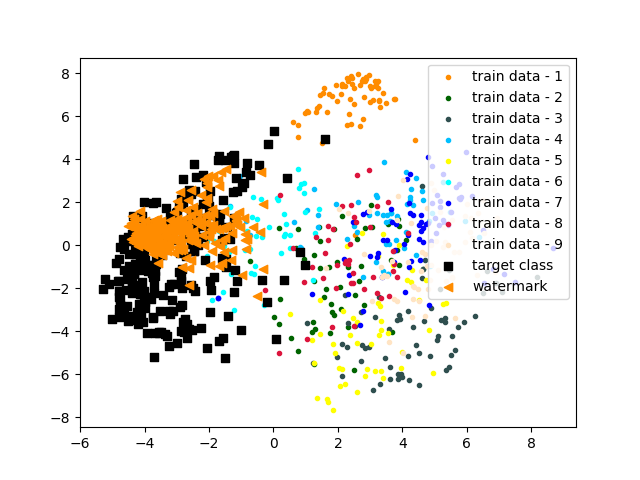 8
6
4
2
0
−2
−4
−6
−8
−6
−4
−2
0
2
4
6
8
train data - 1
train data - 2
train data - 3
train data - 4
train data - 5
train data - 6
train data - 7
train data - 8
train data - 9
target class
watermark